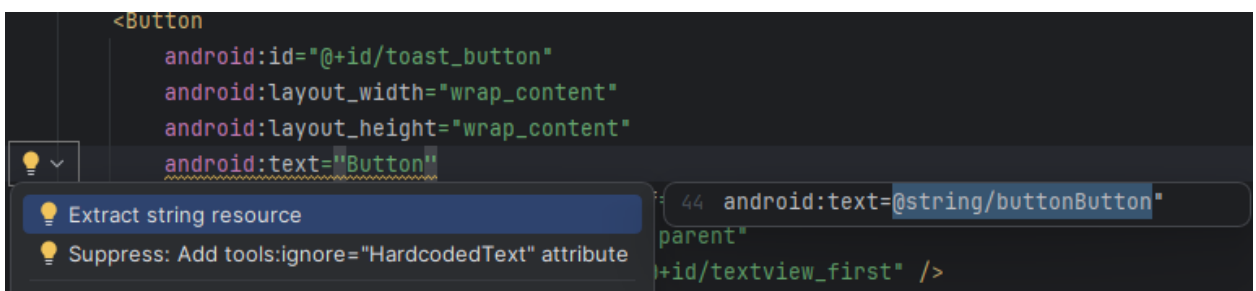 <Button
android:id="@+id/toast_button"
android:layout_width="wrap_content"
android:layout_height="wrap_content"
android:text="Button"
Extract string resource
44 android:text=@string/buttonButton"
parent"
Suppress: Add tools:ignore="HardcodedText" attribute
+id/textview_first" />